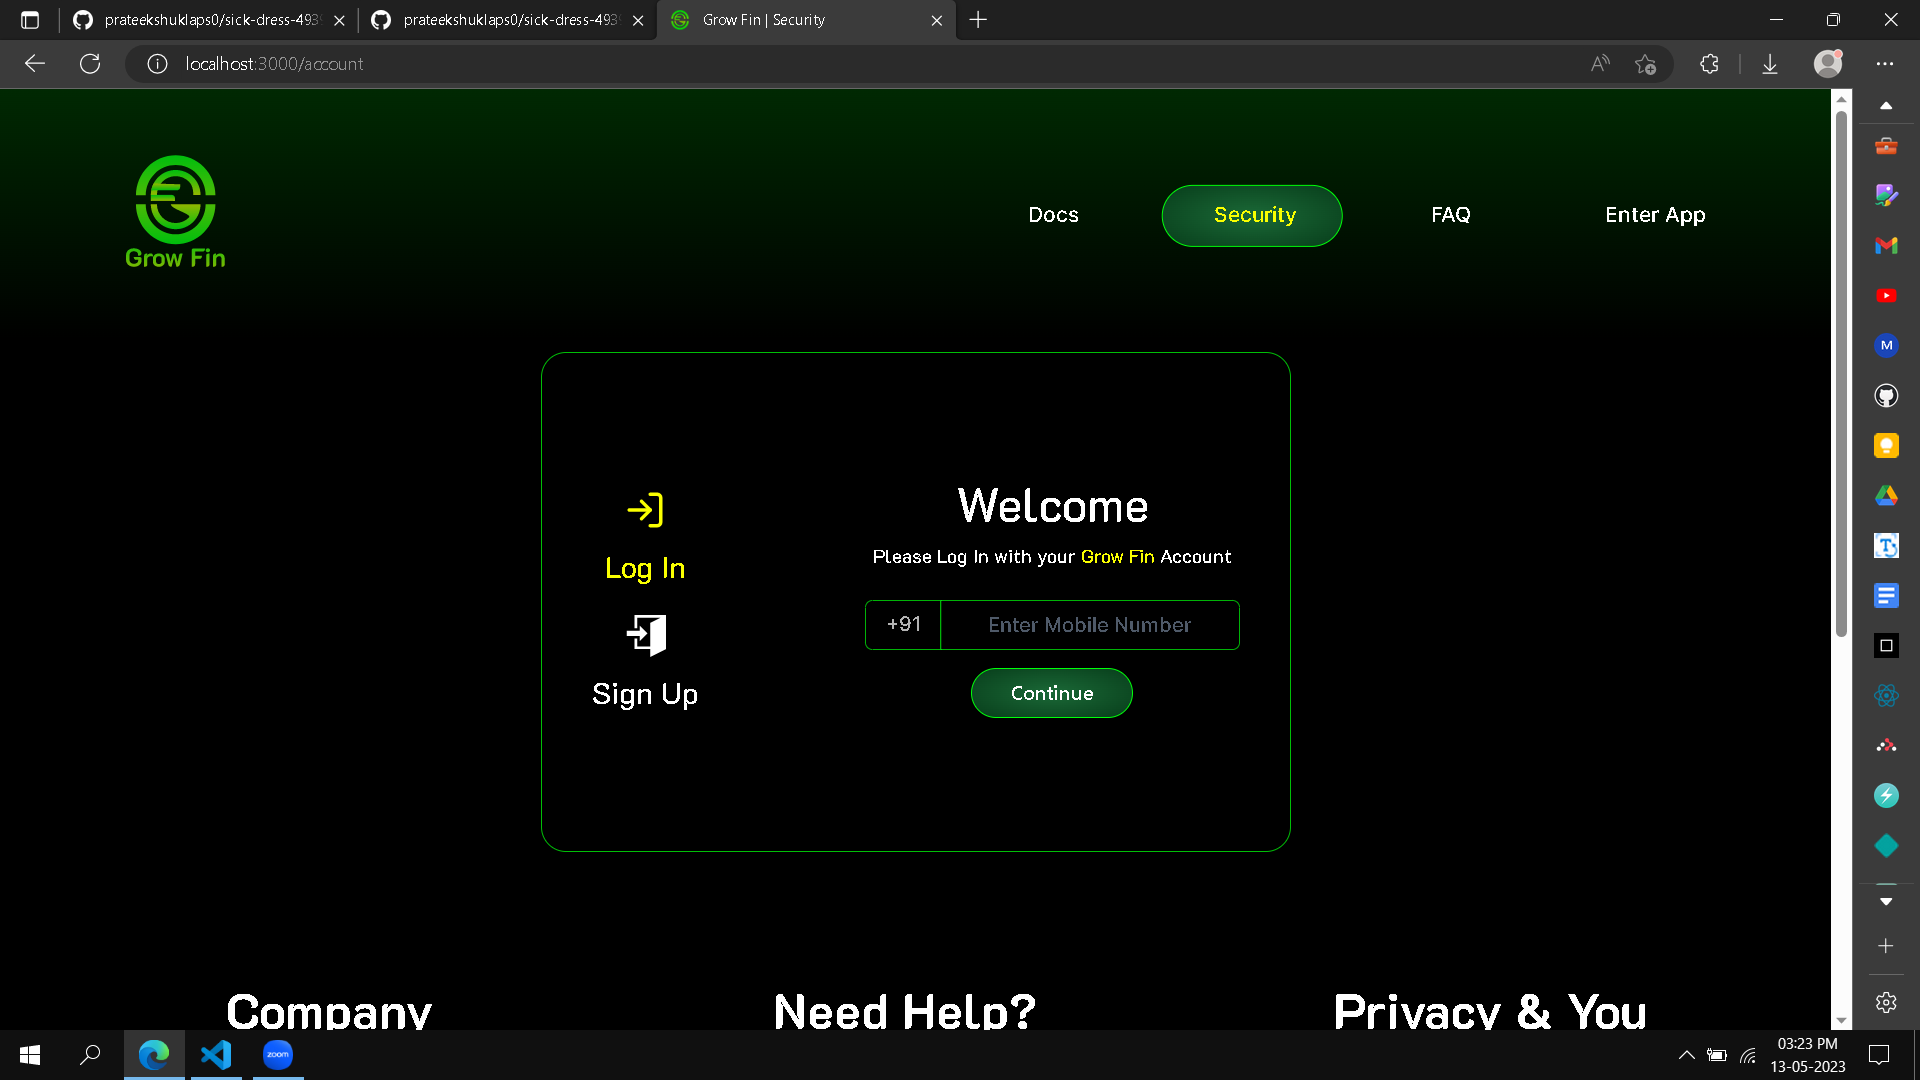 prateekshuklaps0/sick-dress-493
prateekshuklaps0/sick-dress-493
Grow Fin | Security
localhost:3000/account
Grow Fin
Docs
Security
FAQ
Enter App
M
Log In
Sign Up
Welcome
Please Log In with your Grow Fin Account
+91
Enter Mobile Number
Continue
Company
Need Help?
Privacy & You
zoom
03:23 PM
13-05-2023